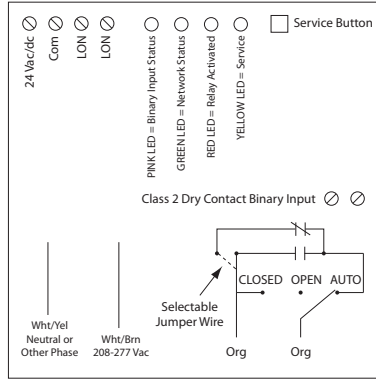 24 Vac/dc
Com
LON
LON
PINK LED = Binary Input Status
GREEN LED = Network Status
RED LED = Relay Activated
YELLOW LED = Service
Service Button
Class 2 Dry Contact Binary Input
CLOSED OPEN AUTO
Selectable
Jumper Wire
Wht/Yel
Neutral or
Other Phase
Wht/Brn
208-277 Vac
Org
Org